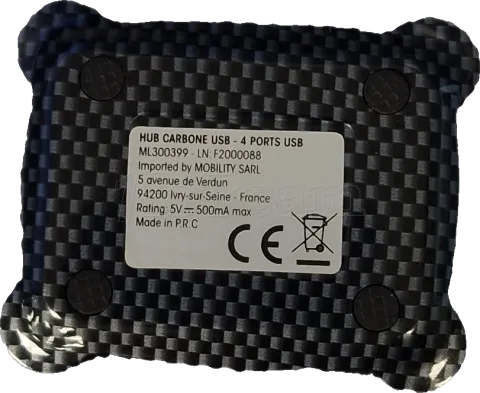 HUB CARBONE USB - 4 PORTS USB
ML300399 - LN: F2000088
Imported by MOBILITY SARL
5 avenue de Verdun
94200 Ivry-sur-Seine - France
Rating: 5V⎓500mA max
Made in P.R.C
CE